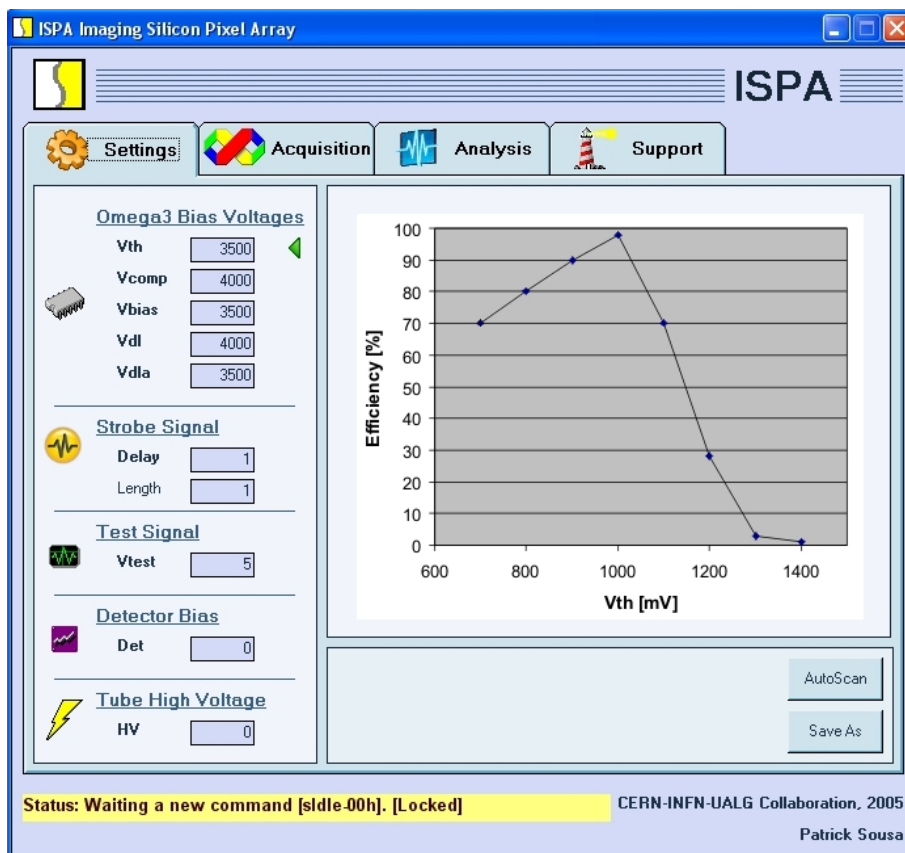 ISPA Imaging Silicon Pixel Array
ISPA
Settings
Acquisition
Analysis
Support
Omega3 Bias Voltages
Vth 3500
Vcomp 4000
Vbias 3500
Vdl 4000
Vdla 3500
Strobe Signal
Delay 1
Length 1
Test Signal
Vtest 5
Detector Bias
Det 0
Tube High Voltage
HV 0
Efficiency [%]
100
90
80
70
60
50
40
30
20
10
0
600 800 1000 1200 1400
Vth [mV]
AutoScan
Save As
Status: Waiting a new command [sIdle-00h]. [Locked]
CERN-INFN-UALG Collaboration, 2005
Patrick Sousa